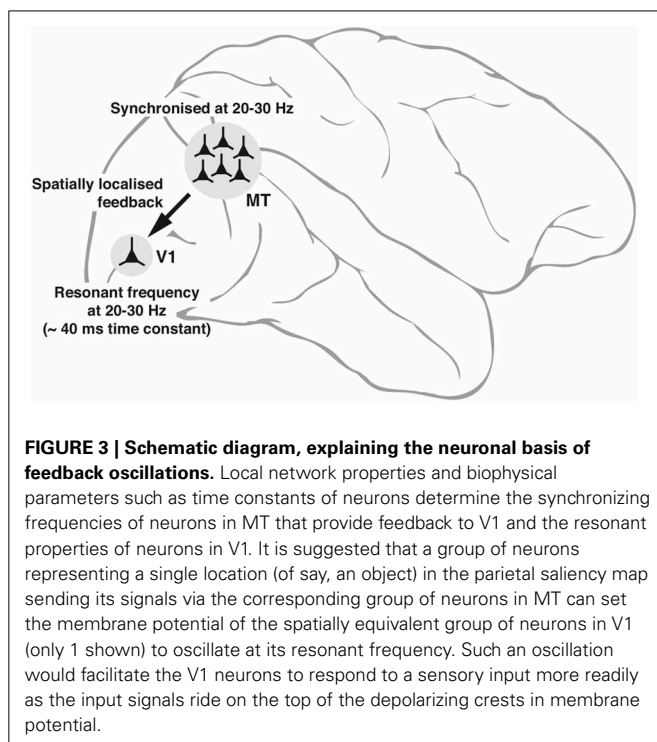 Synchronised at 20-30 Hz
MT
Spatially localised
feedback
V1
Resonant frequency
at 20-30 Hz
(~ 40 ms time constant)
FIGURE 3 | Schematic diagram, explaining the neuronal basis of
feedback oscillations. Local network properties and biophysical
parameters such as time constants of neurons determine the synchronizing
frequencies of neurons in MT that provide feedback to V1 and the resonant
properties of neurons in V1. It is suggested that a group of neurons
representing a single location (of say, an object) in the parietal saliency map
sending its signals via the corresponding group of neurons in MT can set
the membrane potential of the spatially equivalent group of neurons in V1
(only 1 shown) to oscillate at its resonant frequency. Such an oscillation
would facilitate the V1 neurons to respond to a sensory input more readily
as the input signals ride on the top of the depolarizing crests in membrane
potential.